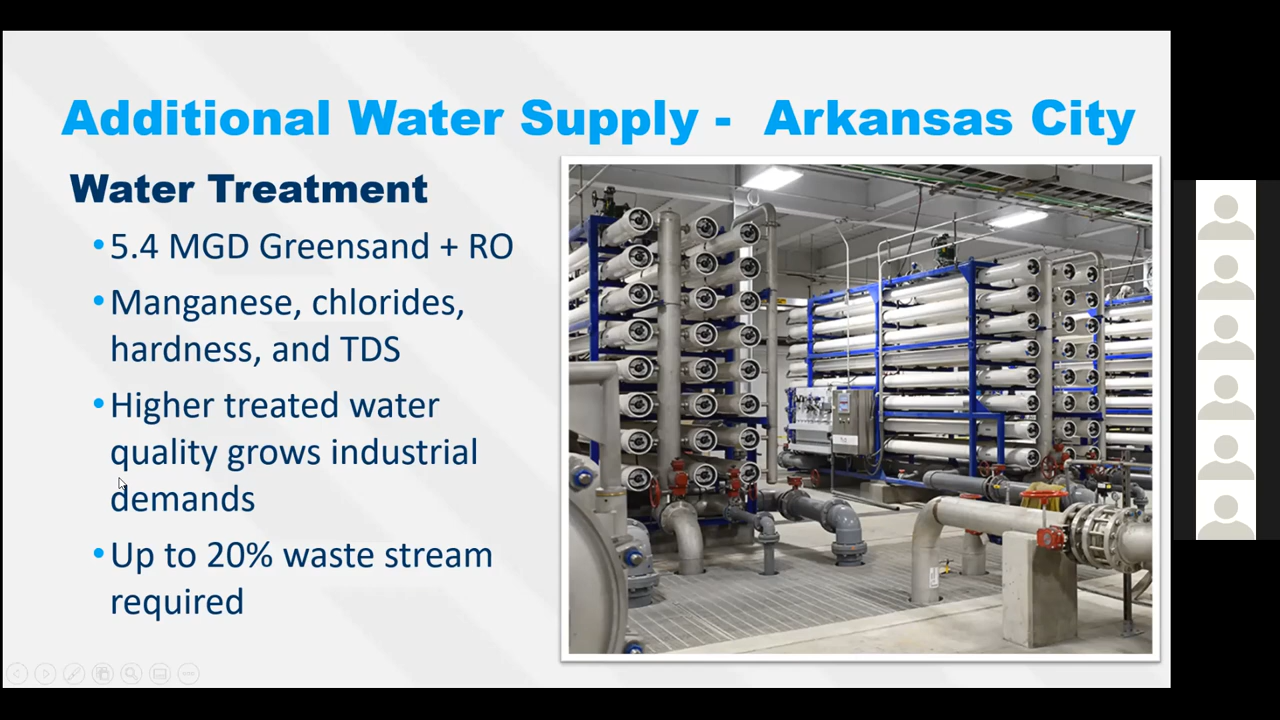 Additional Water Supply - Arkansas City
Water Treatment
•5.4 MGD Greensand + RO
•Manganese, chlorides,
hardness, and TDS
•Higher treated water
quality grows industrial
demands
•Up to 20% waste stream
required